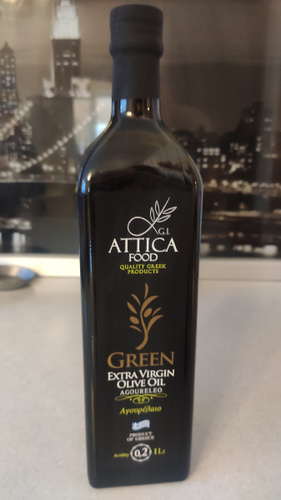 G.I.
ATTICA
FOOD
QUALITY GREEK
PRODUCTS
GREEN
EXTRA VIRGIN
OLIVE OIL
AGOURELEO
Αγουρέλαιο
PRODUCT
OF GREECE
Acidity 0,2 1L℮